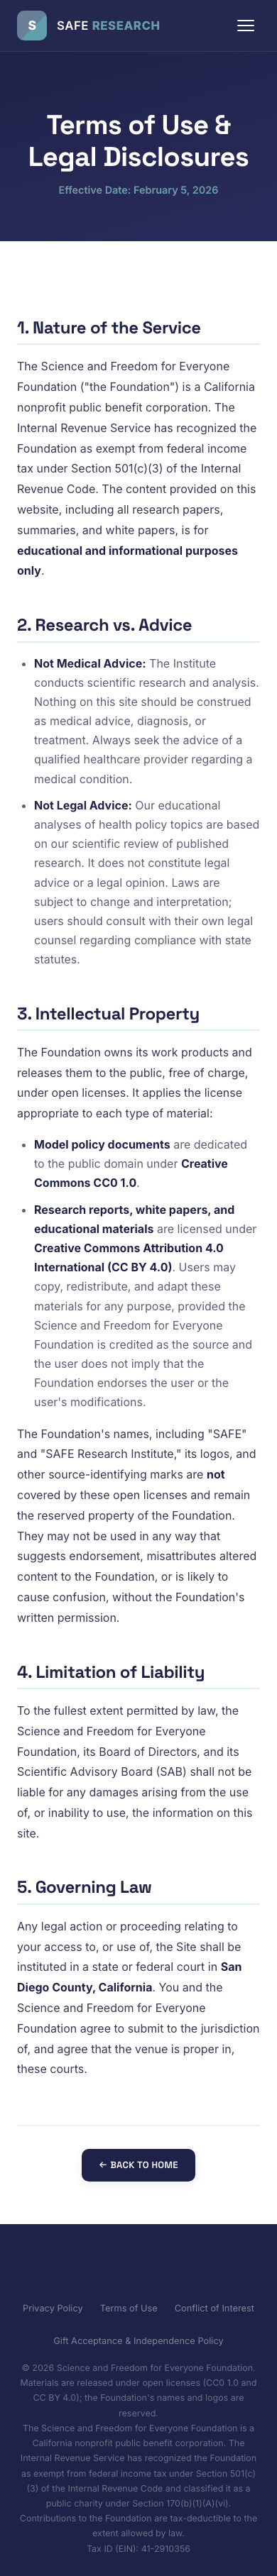 S SAFE RESEARCH
Terms of Use &
Legal Disclosures
Effective Date: February 5, 2026
1. Nature of the Service
The Science and Freedom for Everyone
Foundation ("the Foundation") is a California
nonprofit public benefit corporation. The
Internal Revenue Service has recognized the
Foundation as exempt from federal income
tax under Section 501(c)(3) of the Internal
Revenue Code. The content provided on this
website, including all research papers,
summaries, and white papers, is for
educational and informational purposes
only.
2. Research vs. Advice
• Not Medical Advice: The Institute
conducts scientific research and analysis.
Nothing on this site should be construed
as medical advice, diagnosis, or
treatment. Always seek the advice of a
qualified healthcare provider regarding a
medical condition.
• Not Legal Advice: Our educational
analyses of health policy topics are based
on our scientific review of published
research. It does not constitute legal
advice or a legal opinion. Laws are
subject to change and interpretation;
users should consult with their own legal
counsel regarding compliance with state
statutes.
3. Intellectual Property
The Foundation owns its work products and
releases them to the public, free of charge,
under open licenses. It applies the license
appropriate to each type of material:
• Model policy documents are dedicated
to the public domain under Creative
Commons CC0 1.0.
• Research reports, white papers, and
educational materials are licensed under
Creative Commons Attribution 4.0
International (CC BY 4.0). Users may
copy, redistribute, and adapt these
materials for any purpose, provided the
Science and Freedom for Everyone
Foundation is credited as the source and
the user does not imply that the
Foundation endorses the user or the
user's modifications.
The Foundation's names, including "SAFE"
and "SAFE Research Institute," its logos, and
other source-identifying marks are not
covered by these open licenses and remain
the reserved property of the Foundation.
They may not be used in any way that
suggests endorsement, misattributes altered
content to the Foundation, or is likely to
cause confusion, without the Foundation's
written permission.
4. Limitation of Liability
To the fullest extent permitted by law, the
Science and Freedom for Everyone
Foundation, its Board of Directors, and its
Scientific Advisory Board (SAB) shall not be
liable for any damages arising from the use
of, or inability to use, the information on this
site.
5. Governing Law
Any legal action or proceeding relating to
your access to, or use of, the Site shall be
instituted in a state or federal court in San
Diego County, California. You and the
Science and Freedom for Everyone
Foundation agree to submit to the jurisdiction
of, and agree that the venue is proper in,
these courts.
← BACK TO HOME
Privacy Policy Terms of Use Conflict of Interest
Gift Acceptance & Independence Policy
© 2026 Science and Freedom for Everyone Foundation.
Materials are released under open licenses (CC0 1.0 and
CC BY 4.0); the Foundation's names and logos are
reserved.
The Science and Freedom for Everyone Foundation is a
California nonprofit public benefit corporation. The
Internal Revenue Service has recognized the Foundation
as exempt from federal income tax under Section 501(c)
(3) of the Internal Revenue Code and classified it as a
public charity under Section 170(b)(1)(A)(vi).
Contributions to the Foundation are tax-deductible to the
extent allowed by law.
Tax ID (EIN): 41-2910356